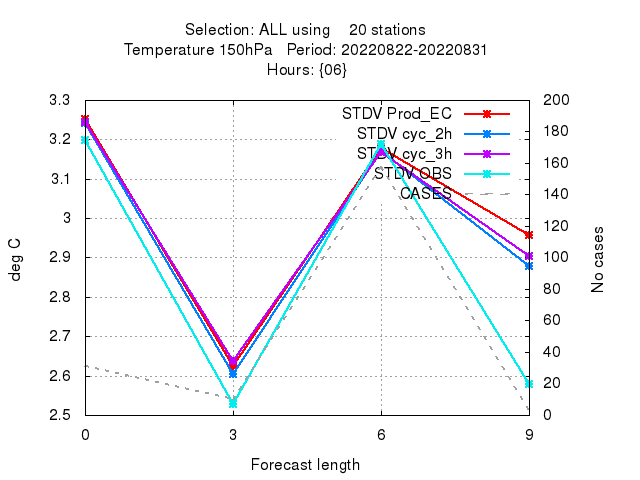 Selection: ALL using 20 stations
Temperature 150hPa Period: 20220822-20220831
Hours: {06}
STDV Prod_EC
STDV cyc_2h
STDV cyc_3h
STDV OBS
CASES
3.3
3.2
3.1
3
2.9
2.8
2.7
2.6
2.5
deg C
200
180
160
140
120
100
80
60
40
20
0
No cases
0 3 6 9
Forecast length